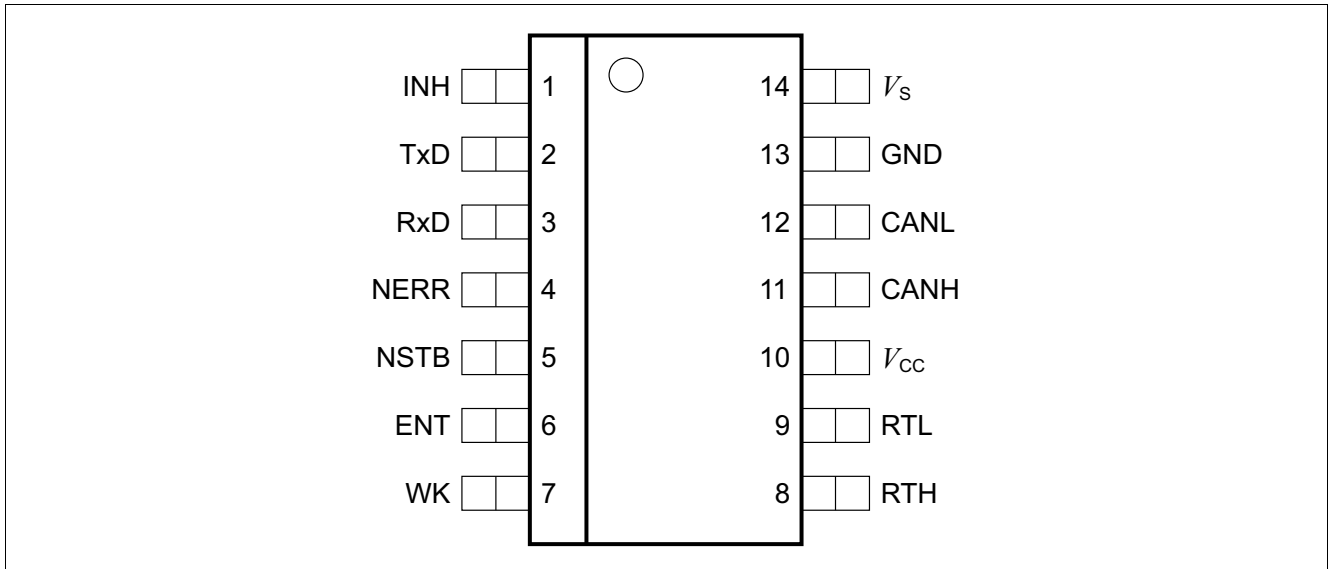 INH 1 14 VS
TxD 2 13 GND
RxD 3 12 CANL
NERR 4 11 CANH
NSTB 5 10 VCC
ENT 6 9 RTL
WK 7 8 RTH